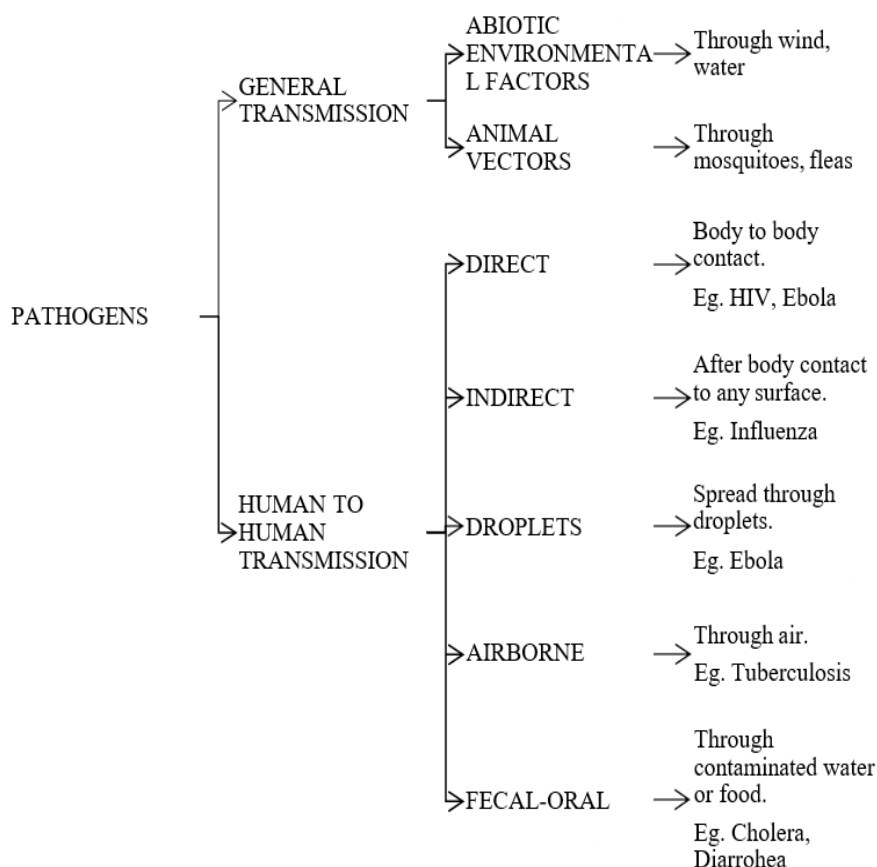 PATHOGENS
GENERAL
TRANSMISSION
ABIOTIC
ENVIRONMENTA
L FACTORS
Through wind,
water
ANIMAL
VECTORS
Through
mosquitoes, fleas
HUMAN TO
HUMAN
TRANSMISSION
DIRECT
Body to body
contact.
Eg. HIV, Ebola
INDIRECT
After body contact
to any surface.
Eg. Influenza
DROPLETS
Spread through
droplets.
Eg. Ebola
AIRBORNE
Through air.
Eg. Tuberculosis
FECAL-ORAL
Through
contaminated water
or food.
Eg. Cholera,
Diarrohea